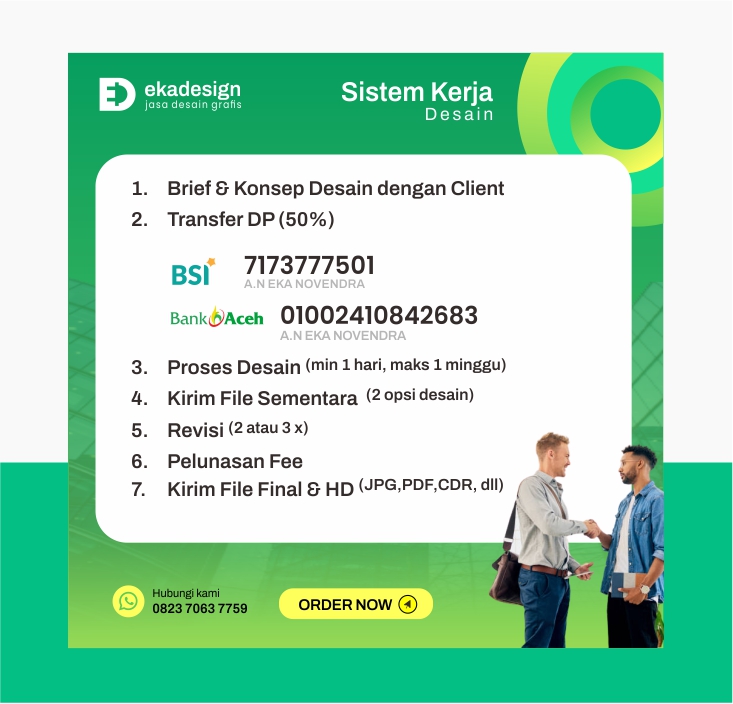 ekadesign
jasa desain grafis
Sistem Kerja
Desain
1. Brief & Konsep Desain dengan Client
2. Transfer DP (50%)
BSI 7173777501
A.N EKA NOVENDRA
Bank Aceh 01002410842683
A.N EKA NOVENDRA
3. Proses Desain (min 1 hari, maks 1 minggu)
4. Kirim File Sementara (2 opsi desain)
5. Revisi (2 atau 3 x)
6. Pelunasan Fee
7. Kirim File Final & HD (JPG,PDF,CDR, dll)
Hubungi kami
0823 7063 7759
ORDER NOW